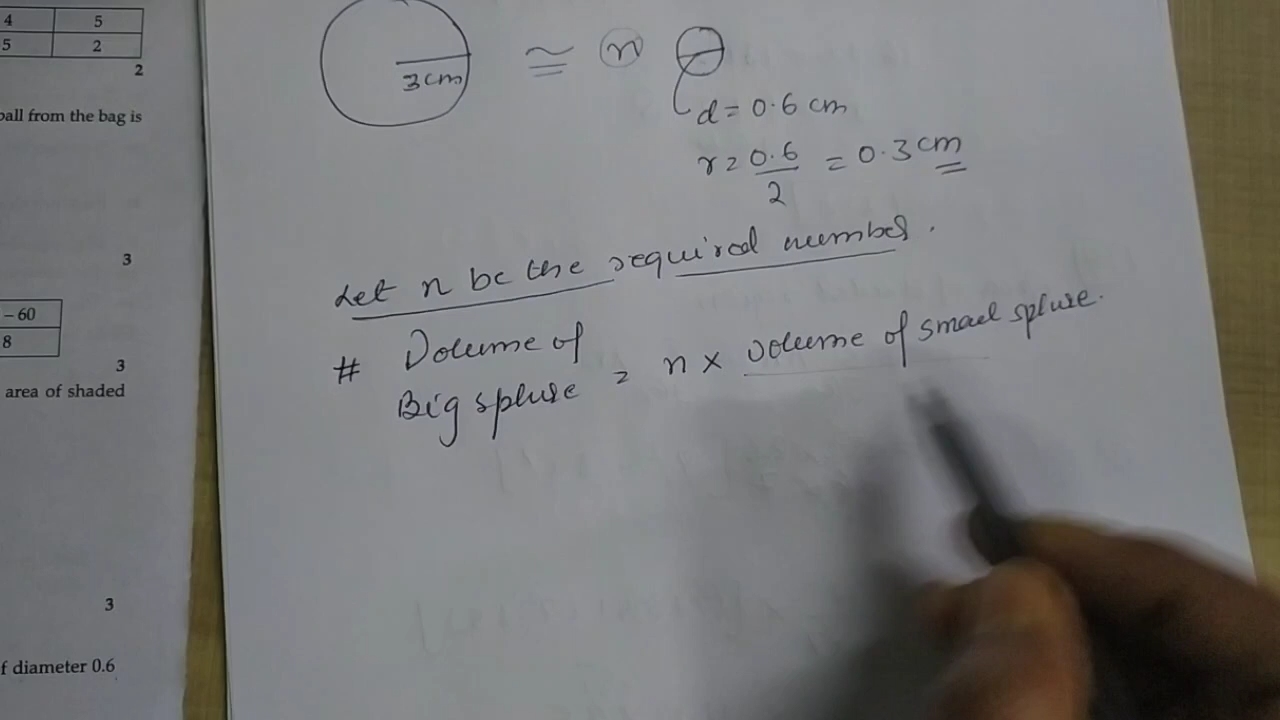 4 5
5 2
2
ball from the bag is
3
– 60
8
3
area of shaded
3
f diameter 0.6
3cm
≅ n
d = 0.6 cm
r = 0.6/2 = 0.3 cm
Let n be the required number.
# Volume of
Big sphere = n × volume of small sphere.